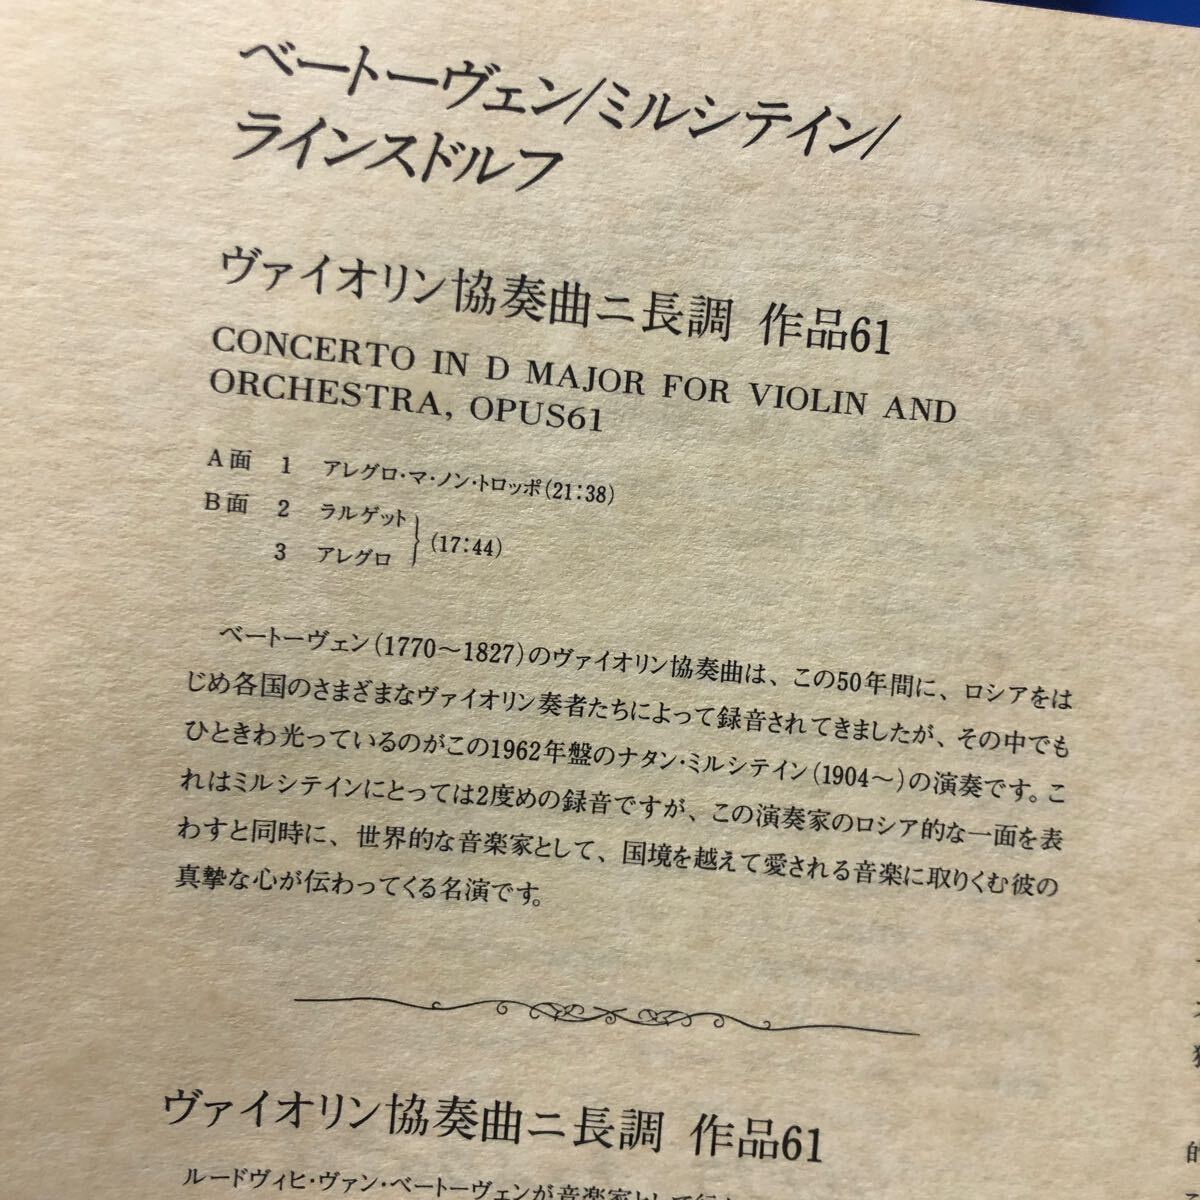 ベートーヴェン/ミルシテイン/
ラインスドルフ
ヴァイオリン協奏曲ニ長調 作品61
CONCERTO IN D MAJOR FOR VIOLIN AND
ORCHESTRA, OPUS61
A面 1 アレグロ・マ・ノン・トロッポ(21:38)
B面 2 ラルゲット
3 アレグロ
(17:44)
ベートーヴェン(1770〜1827)のヴァイオリン協奏曲は、この50年間に、ロシアをは
じめ各国のさまざまなヴァイオリン奏者たちによって録音されてきましたが、その中でも
ひときわ光っているのがこの1962年盤のナタン・ミルシテイン(1904〜)の演奏です。こ
れはミルシテインにとっては2度めの録音ですが、この演奏家のロシア的な一面を表
わすと同時に、世界的な音楽家として、国境を越えて愛される音楽に取りくむ彼の
真摯な心が伝わってくる名演です。
ヴァイオリン協奏曲ニ長調 作品61
ルードヴィヒ・ヴァン・ベートーヴェンが音楽家として
的